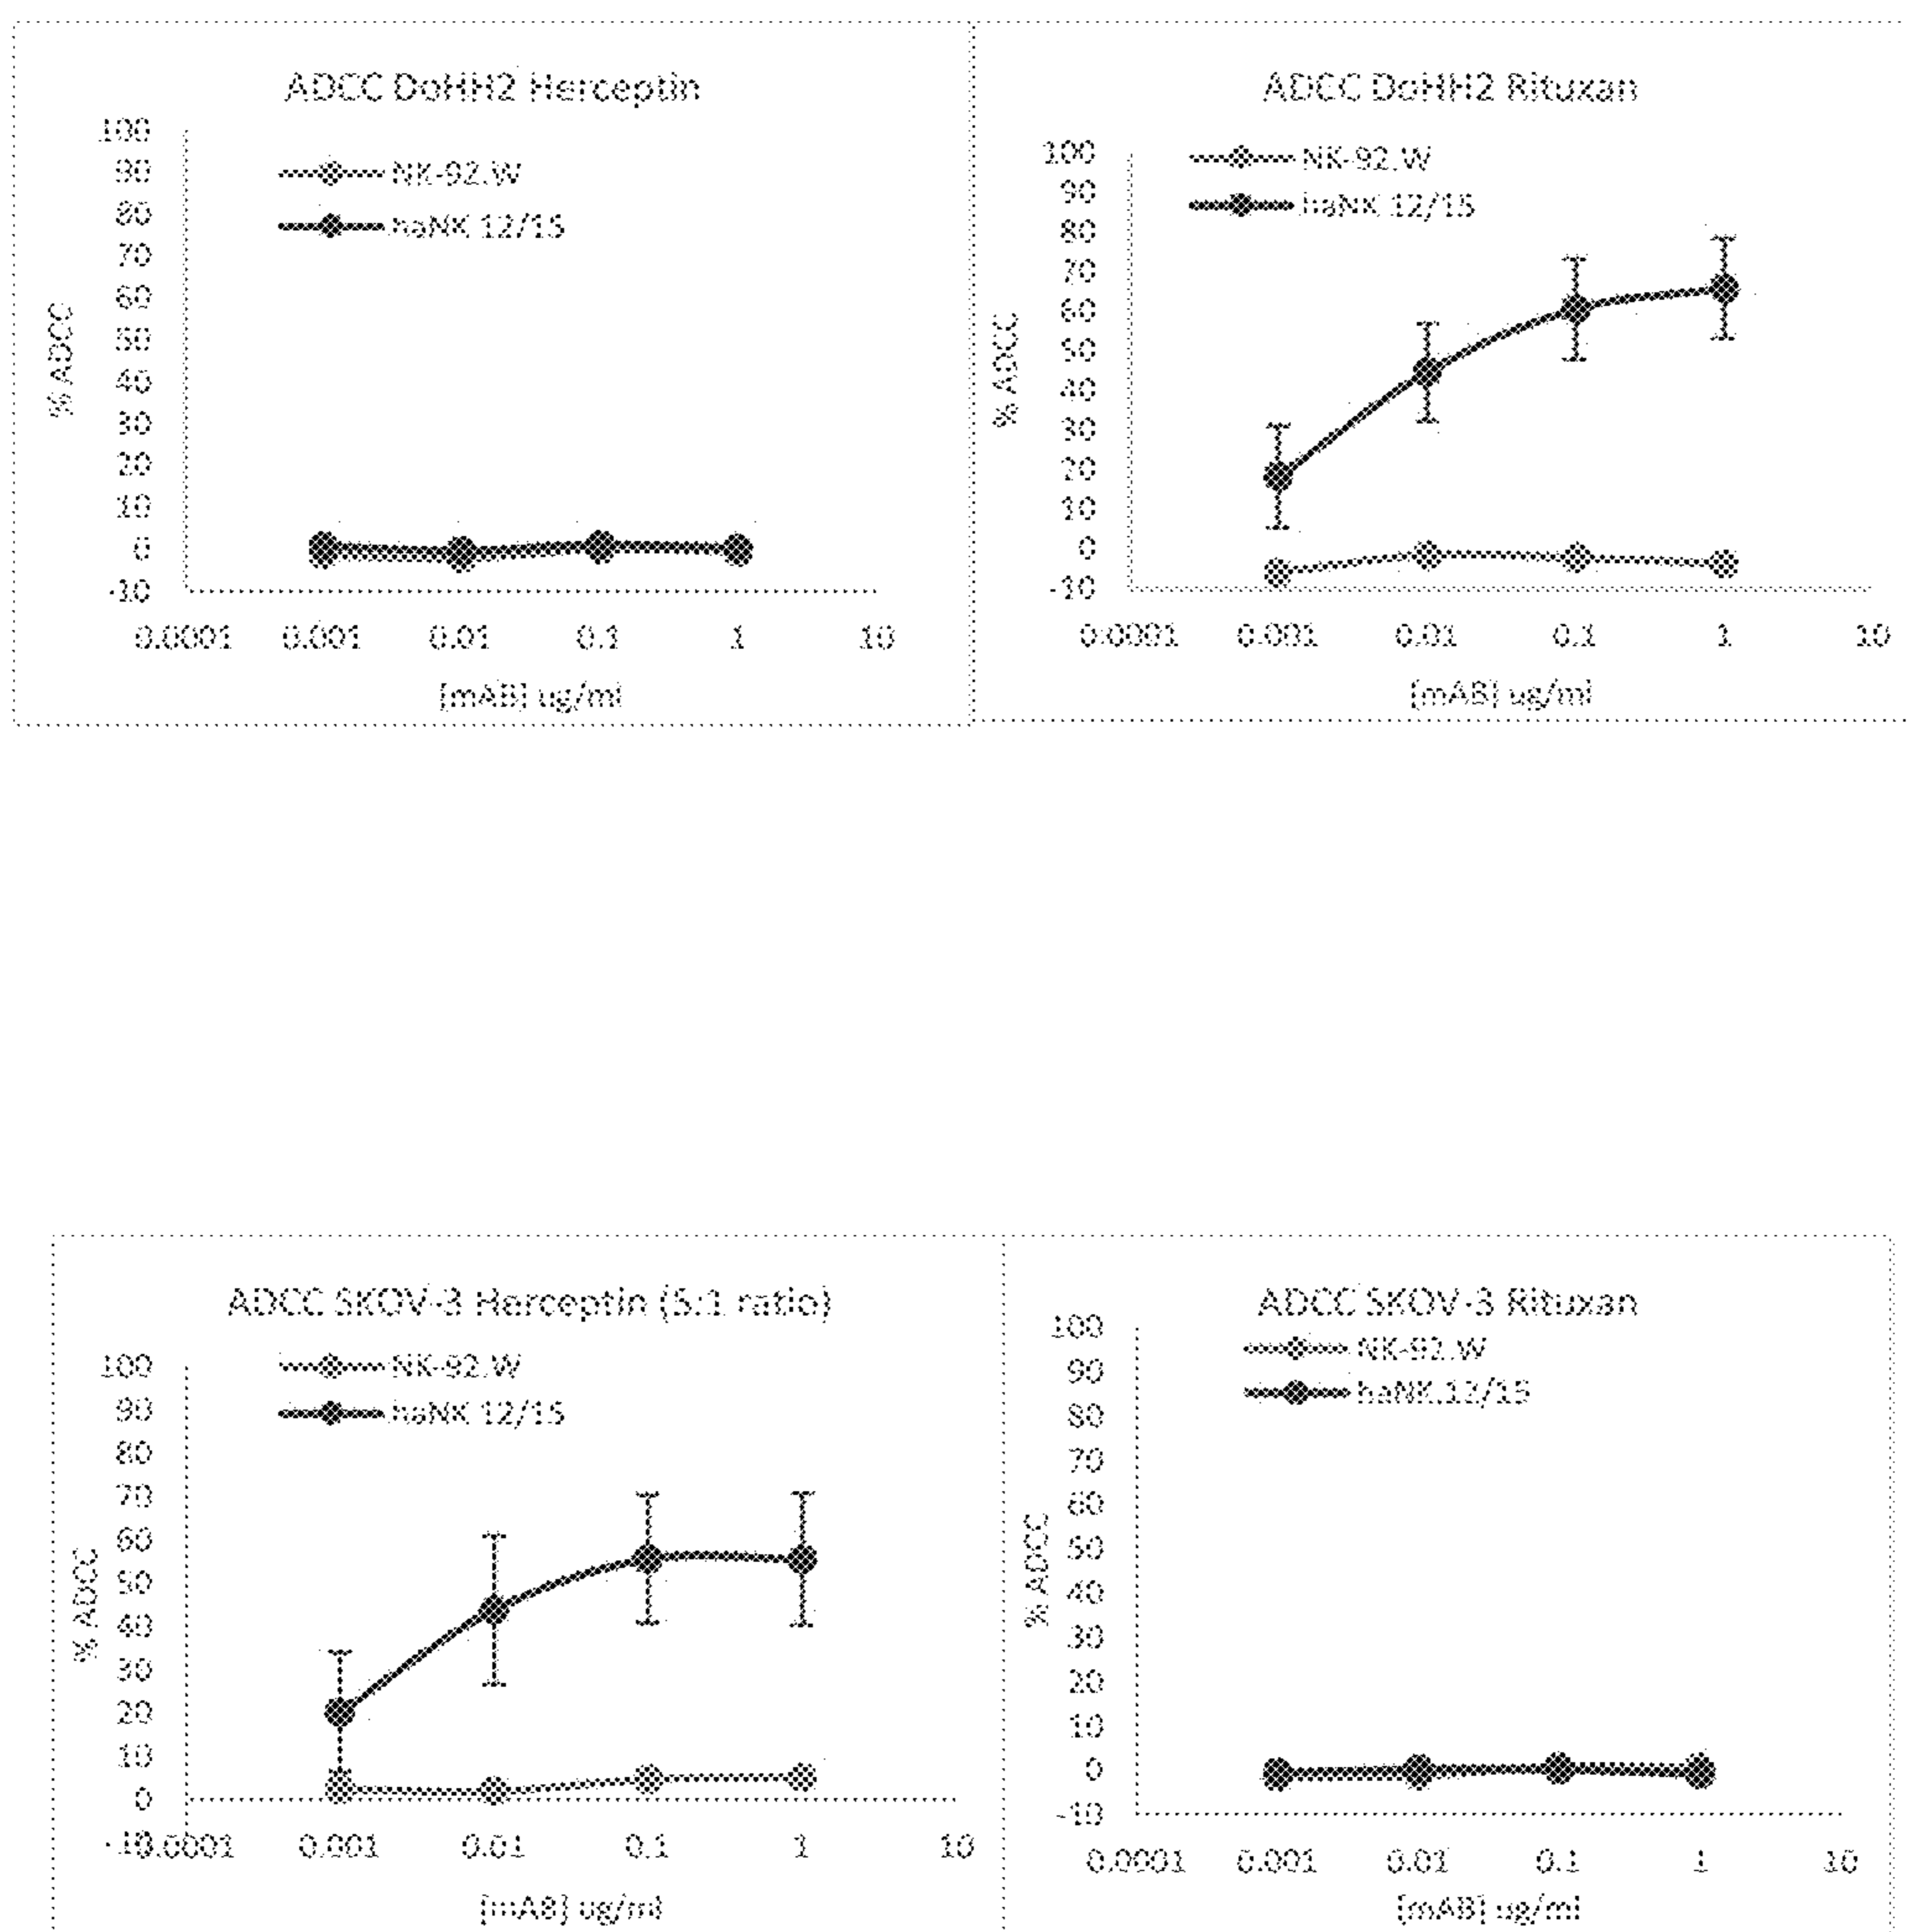 ADCC DoHH2 Herceptin
100
90
80
70
60
50
40
30
20
10
0
-10
NK-92.W
haNK 12/15
% ADCC
0.0001 0.001 0.01 0.1 1 10
[mAB] ug/ml
ADCC DoHH2 Rituxan
100
90
80
70
60
50
40
30
20
10
0
-10
NK-92.W
haNK 12/15
% ADCC
0.0001 0.001 0.01 0.1 1 10
[mAB] ug/ml
ADCC SKOV-3 Herceptin (5:1 ratio)
100
90
80
70
60
50
40
30
20
10
0
-10
NK-92.W
haNK 12/15
% ADCC
0.0001 0.001 0.01 0.1 1 10
[mAB] ug/ml
ADCC SKOV-3 Rituxan
100
90
80
70
60
50
40
30
20
10
0
-10
NK-92.W
haNK.12/15
% ADCC
0.0001 0.001 0.01 0.1 1 10
[mAB] ug/ml